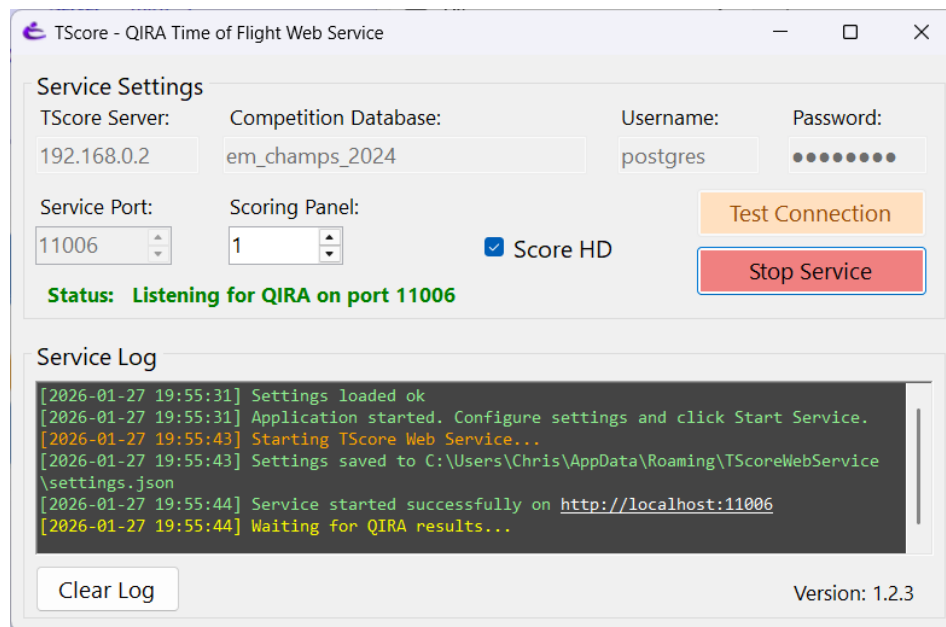 TScore - QIRA Time of Flight Web Service
Service Settings
TScore Server: Competition Database: Username: Password:
192.168.0.2 em_champs_2024 postgres ●●●●●●●●
Service Port: Scoring Panel:
11006 1 Score HD Test Connection
Stop Service
Status: Listening for QIRA on port 11006
Service Log
[2026-01-27 19:55:31] Settings loaded ok
[2026-01-27 19:55:31] Application started. Configure settings and click Start Service.
[2026-01-27 19:55:43] Starting TScore Web Service...
[2026-01-27 19:55:43] Settings saved to C:\Users\Chris\AppData\Roaming\TScoreWebService
\settings.json
[2026-01-27 19:55:44] Service started successfully on http://localhost:11006
[2026-01-27 19:55:44] Waiting for QIRA results...
Clear Log
Version: 1.2.3